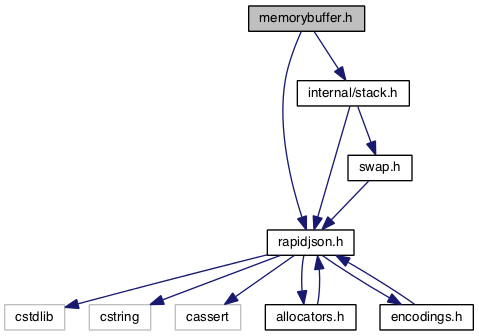 memorybuffer.h
internal/stack.h
swap.h
rapidjson.h
cstdlib
cstring
cassert
allocators.h
encodings.h